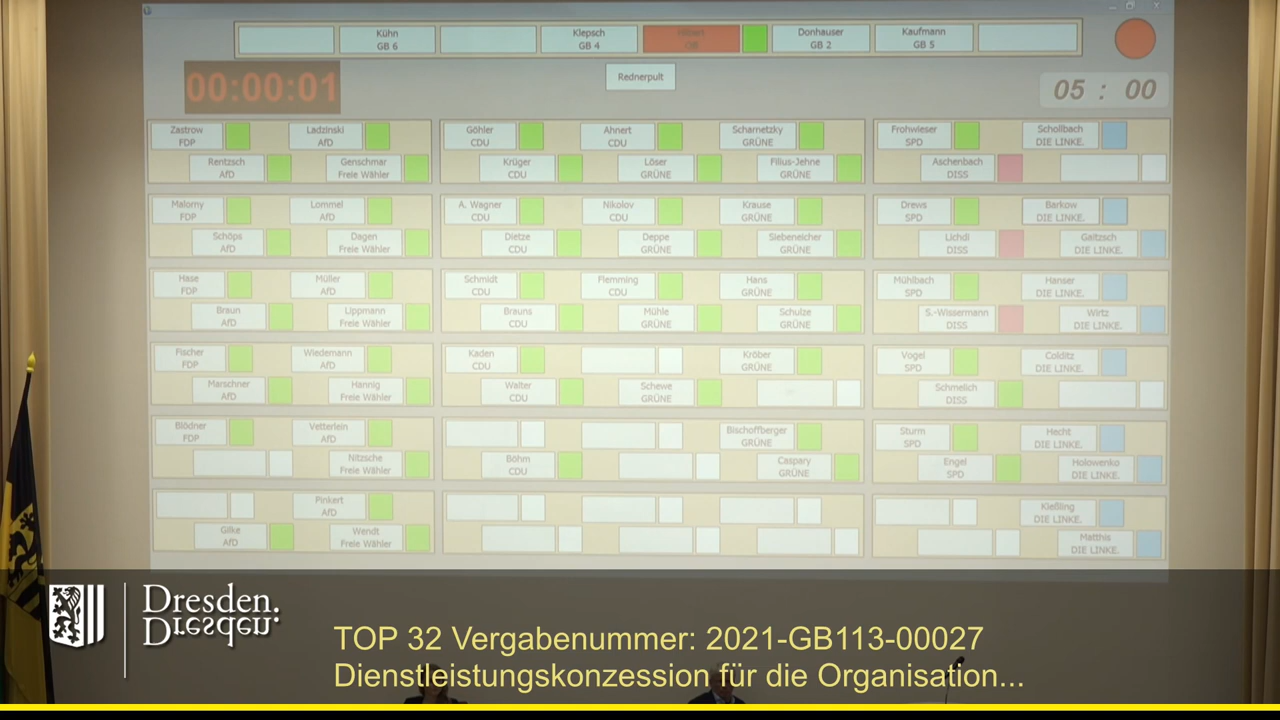 Kühn
GB 6
Klepsch
GB 4
Donhauser
GB 2
Kaufmann
GB 5
Rednerpult
00:00:01
05 : 00
Zastrow
FDP
Ladzinski
AfD
Göhler
CDU
Ahnert
CDU
Scharnetzky
GRÜNE
Frohwieser
SPD
Schollbach
DIE LINKE.
Rentzsch
AfD
Genschmar
Freie Wähler
Krüger
CDU
Löser
GRÜNE
Filius-Jehne
GRÜNE
Aschenbach
DISS
Malorny
FDP
Lommel
AfD
A. Wagner
CDU
Nikolov
CDU
Krause
GRÜNE
Drews
SPD
Barkow
DIE LINKE.
Schöps
AfD
Dagen
Freie Wähler
Dietze
CDU
Deppe
GRÜNE
Siebeneicher
GRÜNE
Lichdi
DISS
Gaitzsch
DIE LINKE.
Hase
FDP
Müller
AfD
Schmidt
CDU
Flemming
CDU
Hans
GRÜNE
Mühlbach
SPD
Hanser
DIE LINKE.
Braun
AfD
Lippmann
Freie Wähler
Brauns
CDU
Mühle
GRÜNE
Schulze
GRÜNE
S.-Wissermann
DISS
Wirtz
DIE LINKE.
Fischer
FDP
Wiedemann
AfD
Kaden
CDU
Kröber
GRÜNE
Vogel
SPD
Colditz
DIE LINKE.
Marschner
AfD
Hannig
Freie Wähler
Walter
CDU
Schewe
GRÜNE
Schmelich
DISS
Blödner
FDP
Vetterlein
AfD
Bischoffberger
GRÜNE
Sturm
SPD
Hecht
DIE LINKE.
Nitzsche
Freie Wähler
Böhm
CDU
Caspary
GRÜNE
Engel
SPD
Holowenko
DIE LINKE.
Pinkert
AfD
Kießling
DIE LINKE.
Gilke
AfD
Wendt
Freie Wähler
Matthis
DIE LINKE.
Dresden.
Dresden.
TOP 32 Vergabenummer: 2021-GB113-00027
Dienstleistungskonzession für die Organisation...